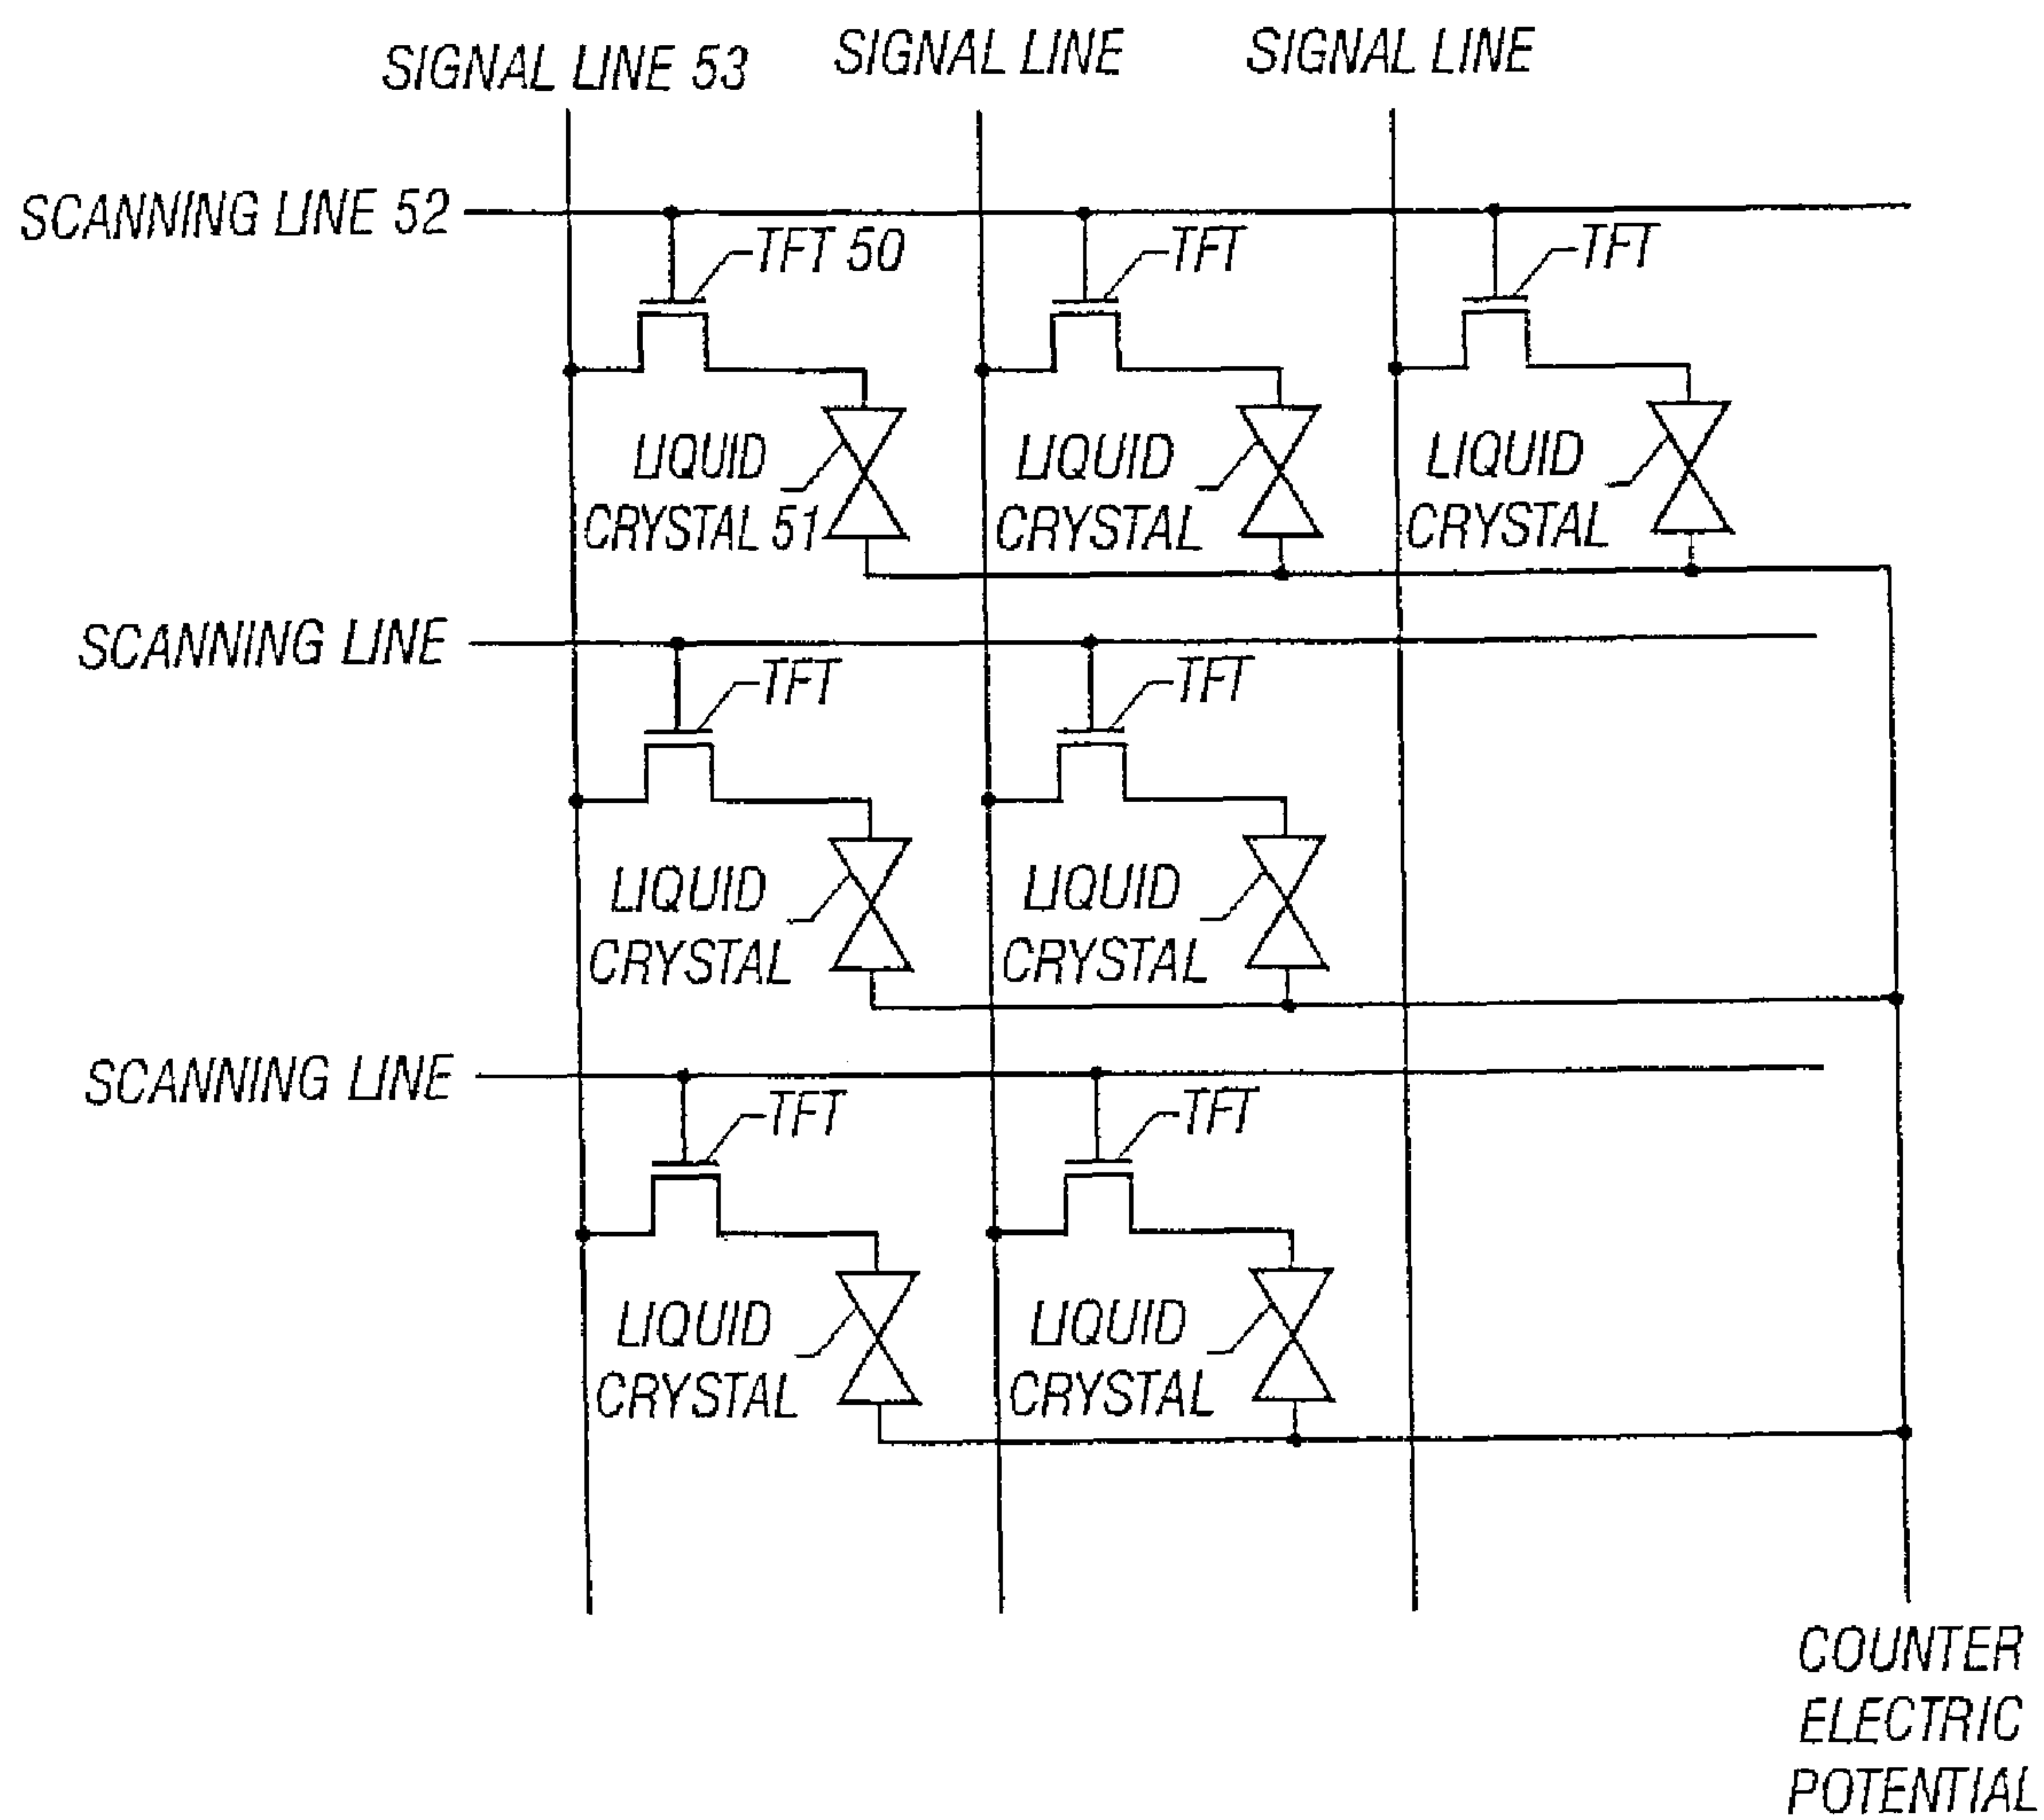 SIGNAL LINE 53
SIGNAL LINE
SIGNAL LINE
SCANNING LINE 52
TFT 50
TFT
TFT
LIQUID
CRYSTAL 51
LIQUID
CRYSTAL
LIQUID
CRYSTAL
SCANNING LINE
TFT
TFT
LIQUID
CRYSTAL
LIQUID
CRYSTAL
SCANNING LINE
TFT
TFT
LIQUID
CRYSTAL
LIQUID
CRYSTAL
COUNTER
ELECTRIC
POTENTIAL